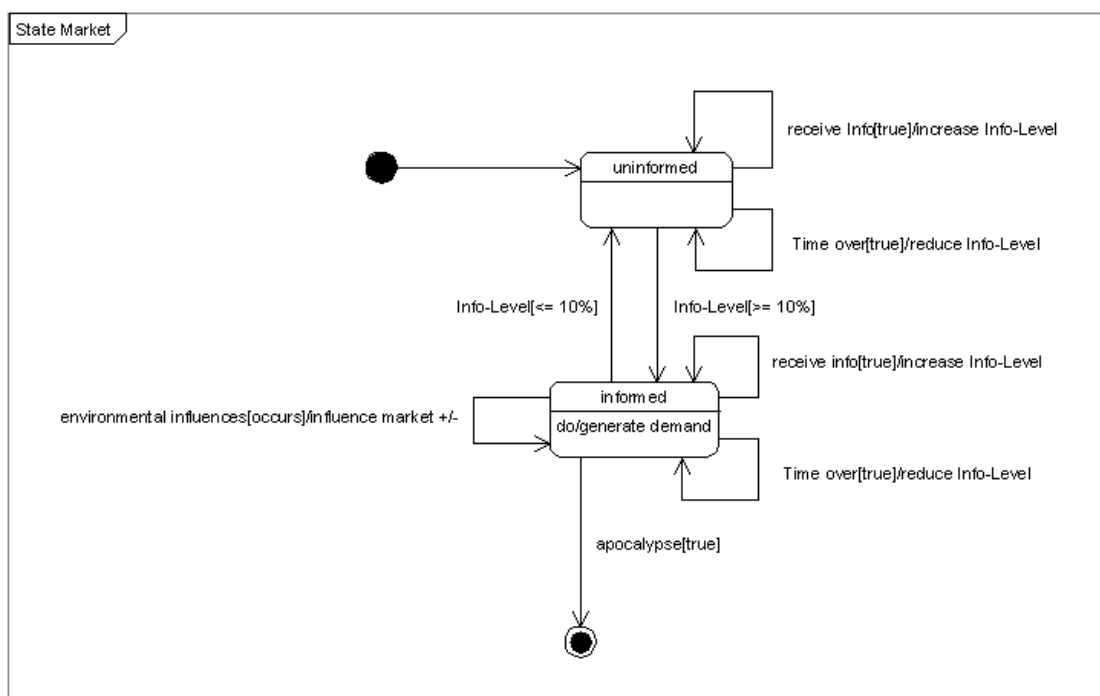 State Market
receive Info[true]/increase Info-Level
uninformed
Time over[true]/reduce Info-Level
Info-Level[<= 10%]
Info-Level[>= 10%]
receive info[true]/increase Info-Level
informed
environmental influences[occurs]/influence market +/-
do/generate demand
Time over[true]/reduce Info-Level
apocalypse[true]